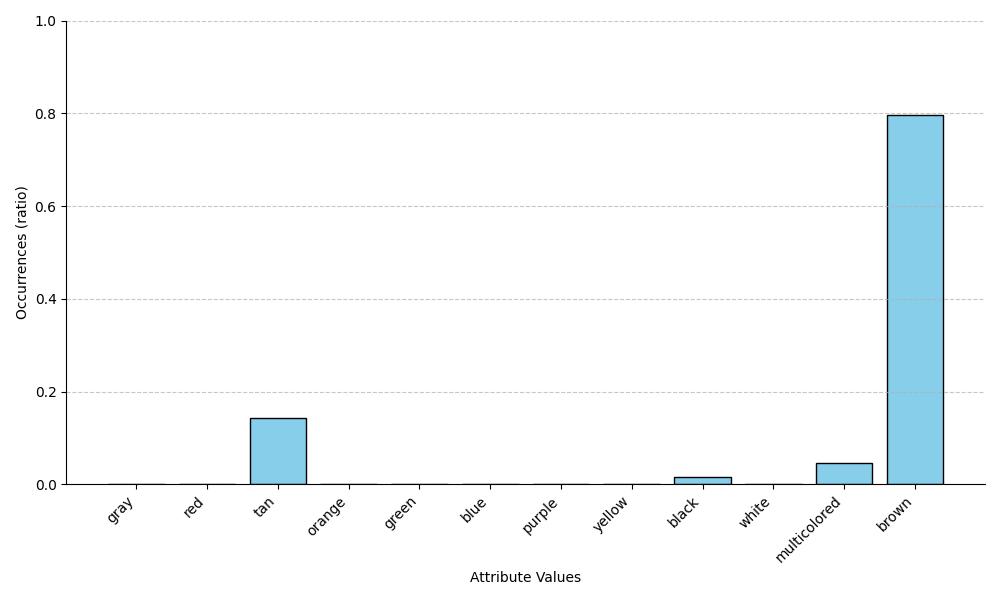 1.0
0.8
0.6
0.4
0.2
0.0
Occurrences (ratio)
gray
red
tan
orange
green
blue
purple
yellow
black
white
multicolored
brown
Attribute Values